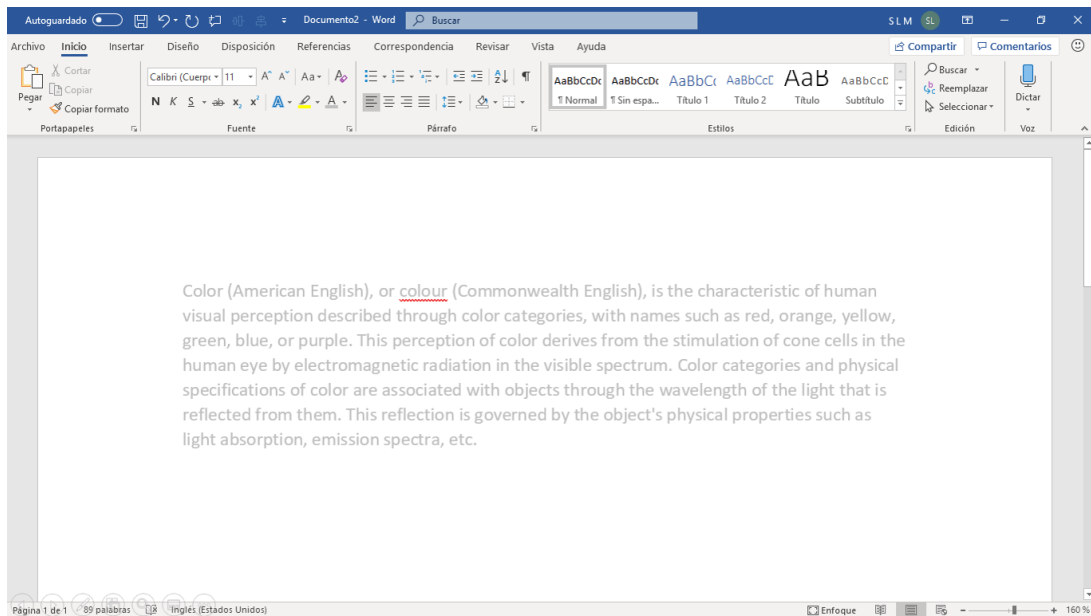 Autoguardado Documento2 - Word Buscar S L M SL
Archivo Inicio Insertar Diseño Disposición Referencias Correspondencia Revisar Vista Ayuda Compartir Comentarios
Pegar Cortar Copiar Copiar formato
Calibri (Cuerpo 11 A^ A˅ Aa
N K S ab x₂ x² A A
AaBbCcDc AaBbCcDc AaBbCc AaBbCcC AaB AaBbCcD
¶ Normal ¶ Sin espa... Título 1 Título 2 Título Subtítulo
Buscar Reemplazar Seleccionar
Dictar
Portapapeles Fuente Párrafo Estilos Edición Voz
Color (American English), or colour (Commonwealth English), is the characteristic of human
visual perception described through color categories, with names such as red, orange, yellow,
green, blue, or purple. This perception of color derives from the stimulation of cone cells in the
human eye by electromagnetic radiation in the visible spectrum. Color categories and physical
specifications of color are associated with objects through the wavelength of the light that is
reflected from them. This reflection is governed by the object's physical properties such as
light absorption, emission spectra, etc.
Página 1 de 1 89 palabras Inglés (Estados Unidos) Enfoque 160 %